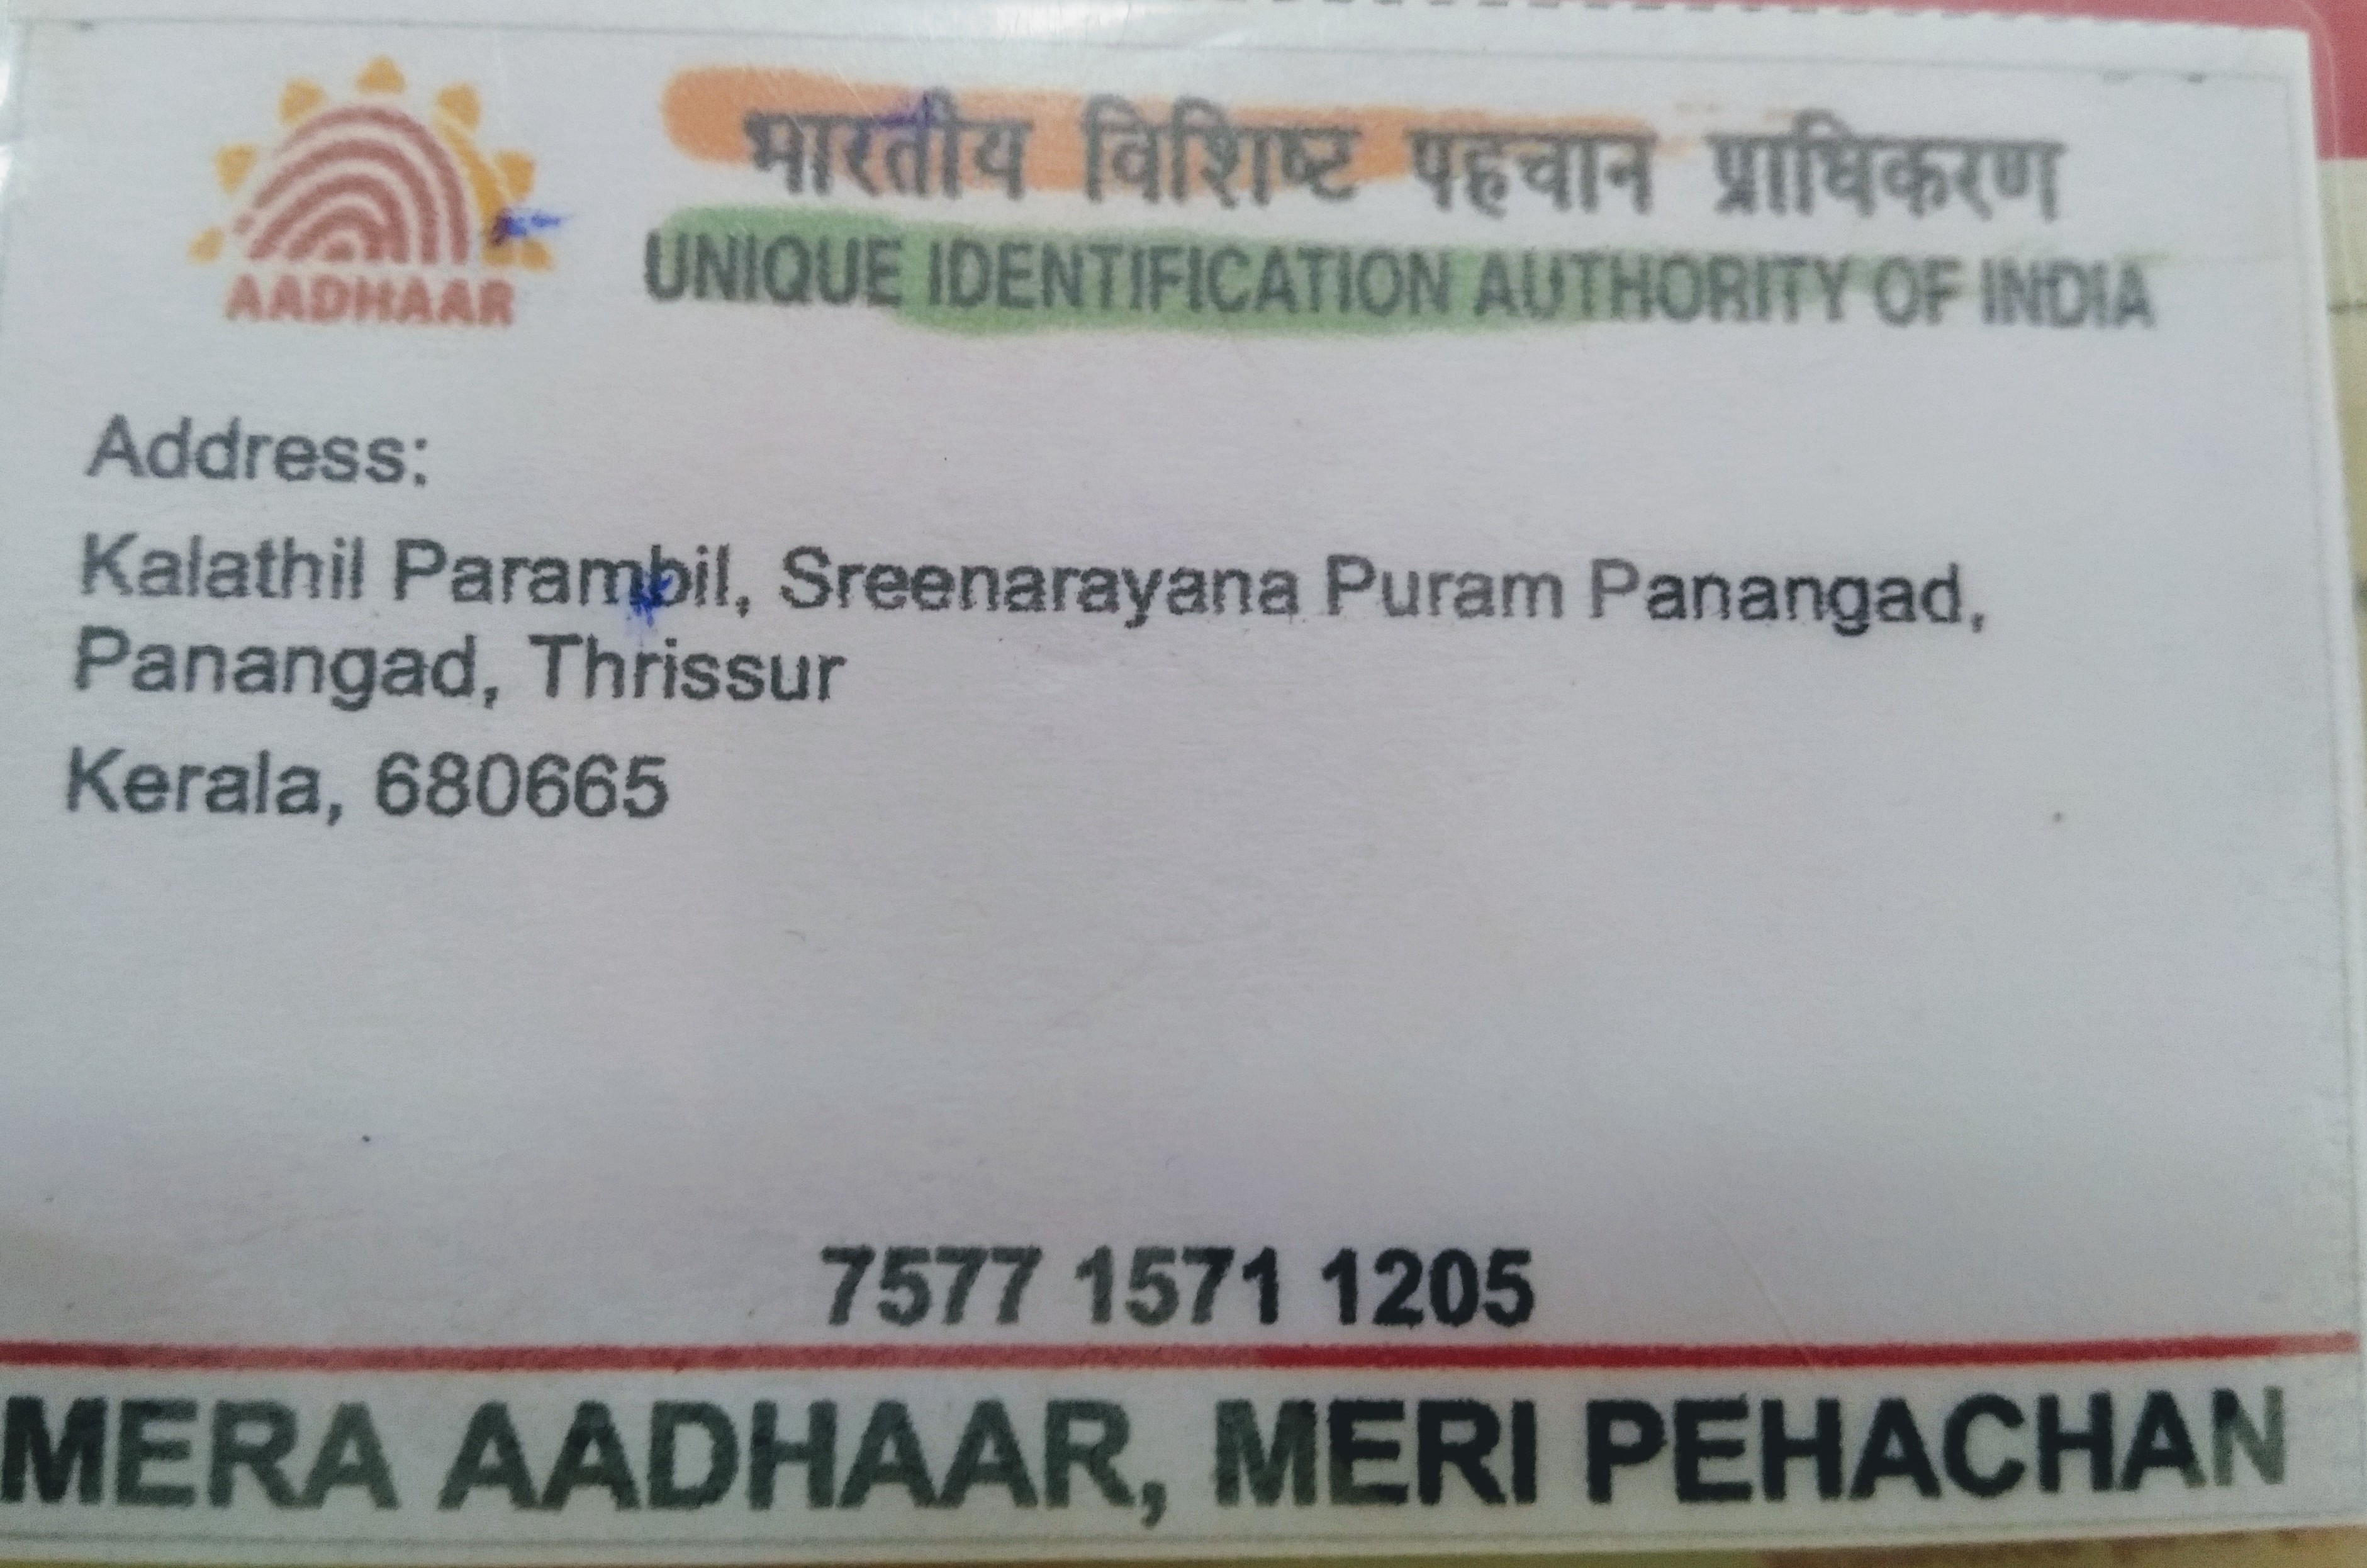 भारतीय विशिष्ट पहचान प्राधिकरण
UNIQUE IDENTIFICATION AUTHORITY OF INDIA
AADHAAR
Address:
Kalathil Parambil, Sreenarayana Puram Panangad,
Panangad, Thrissur
Kerala, 680665
7577 1571 1205
MERA AADHAAR, MERI PEHACHAN